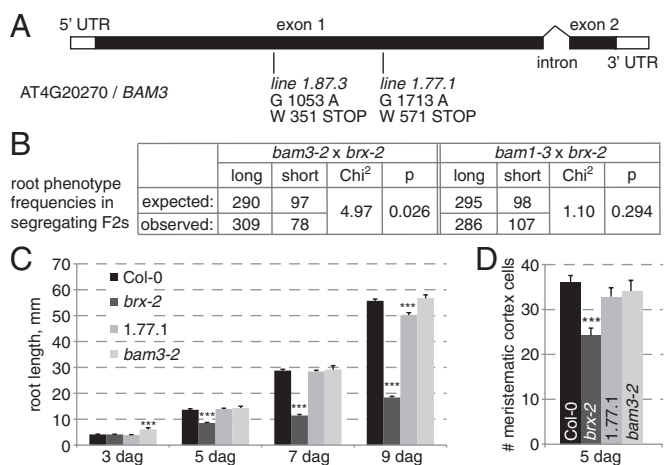 A
5' UTR
exon 1
exon 2
intron
3' UTR
AT4G20270 / BAM3
line 1.87.3
G 1053 A
W 351 STOP
line 1.77.1
G 1713 A
W 571 STOP
B
root phenotype
frequencies in
segregating F2s
bam3-2 x brx-2
bam1-3 x brx-2
long short Chi² p long short Chi² p
expected: 290 97 4.97 0.026 295 98 1.10 0.294
observed: 309 78 286 107
C
root length, mm
70
60
50
40
30
20
10
0
Col-0
brx-2
1.77.1
bam3-2
***
***
***
***
***
3 dag 5 dag 7 dag 9 dag
D
# meristematic cortex cells
40
30
20
10
0
***
Col-0
brx-2
1.77.1
bam3-2
5 dag